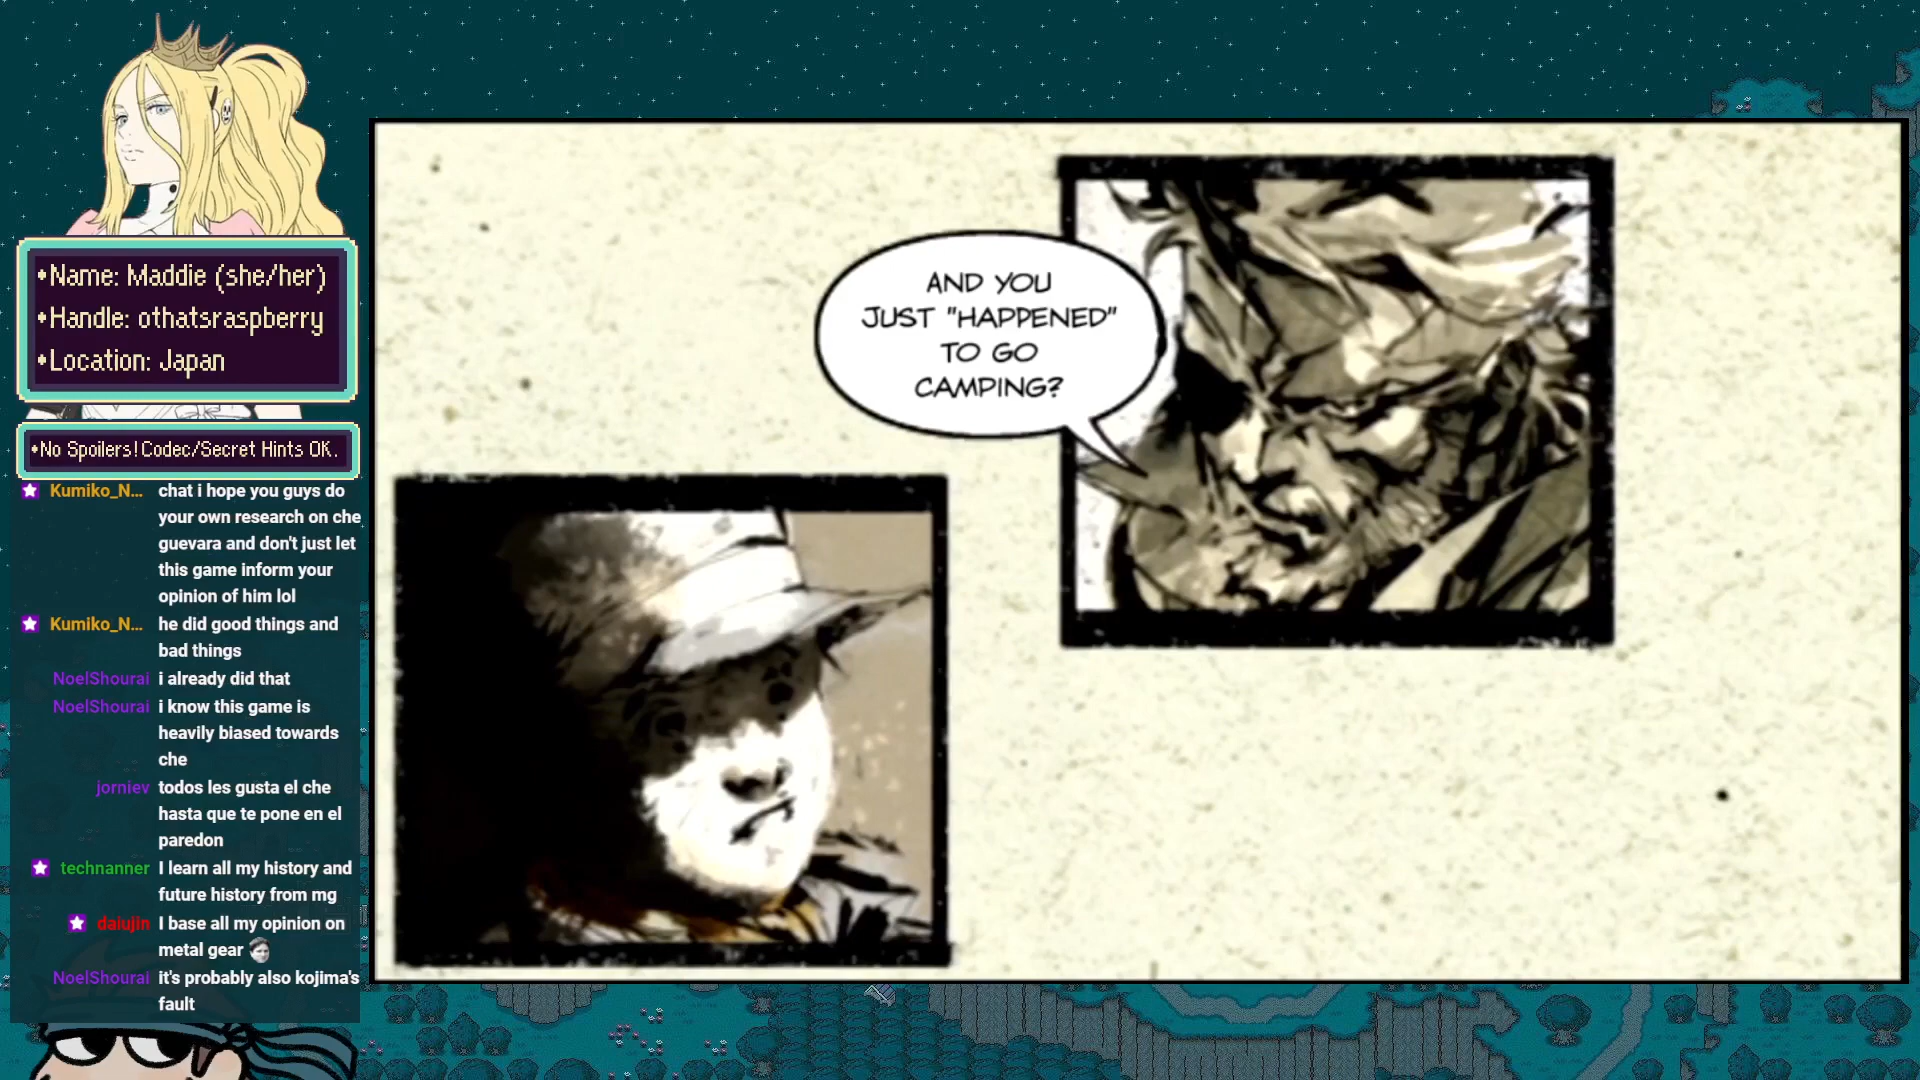 •Name: Maddie (she/her)
•Handle: othatsraspberry
•Location: Japan
•No Spoilers!Codec/Secret Hints OK.
Kumiko_N... chat i hope you guys do
your own research on che
guevara and don't just let
this game inform your
opinion of him lol
Kumiko_N... he did good things and
bad things
NoelShourai i already did that
NoelShourai i know this game is
heavily biased towards
che
jorniev todos les gusta el che
hasta que te pone en el
paredon
technanner I learn all my history and
future history from mg
daiujin I base all my opinion on
metal gear
NoelShourai it's probably also kojima's
fault
AND YOU
JUST "HAPPENED"
TO GO
CAMPING?